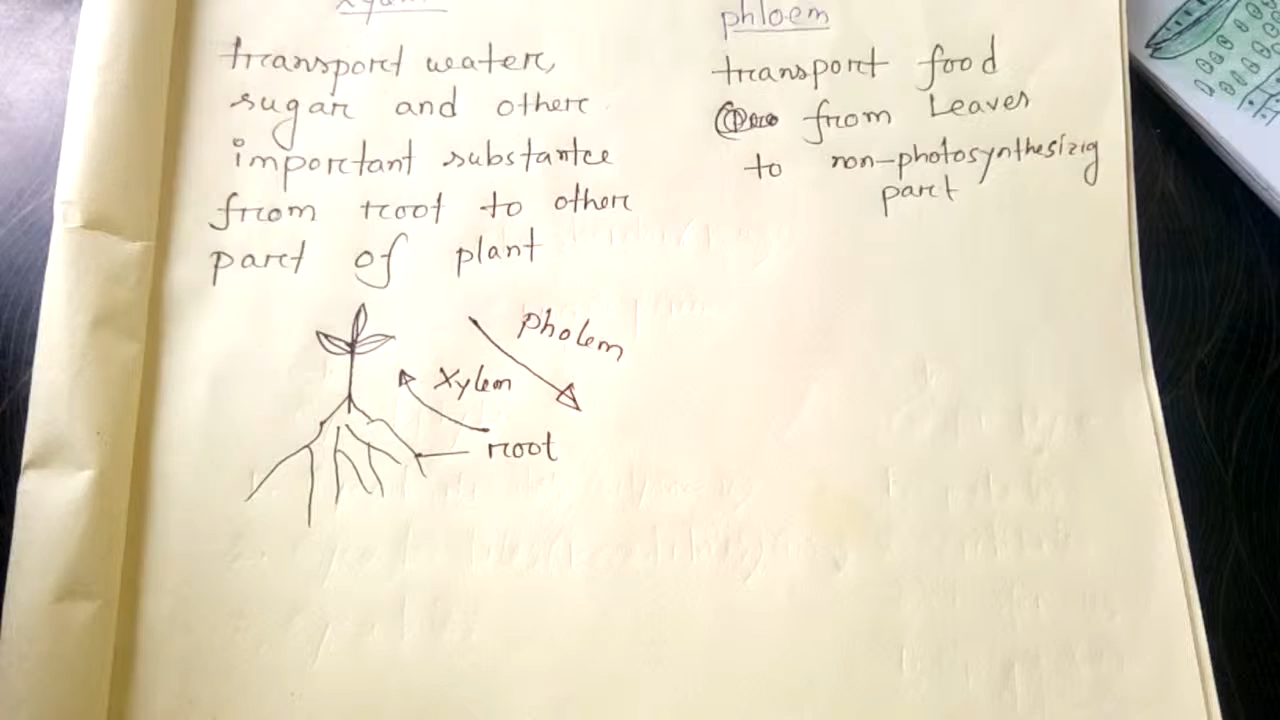 xylem
transport water,
sugar and other
important substance
from root to other
part of plant
phloem
transport food
from Leaves
to non-photosynthesizig
part
Pholem
Xylem
root